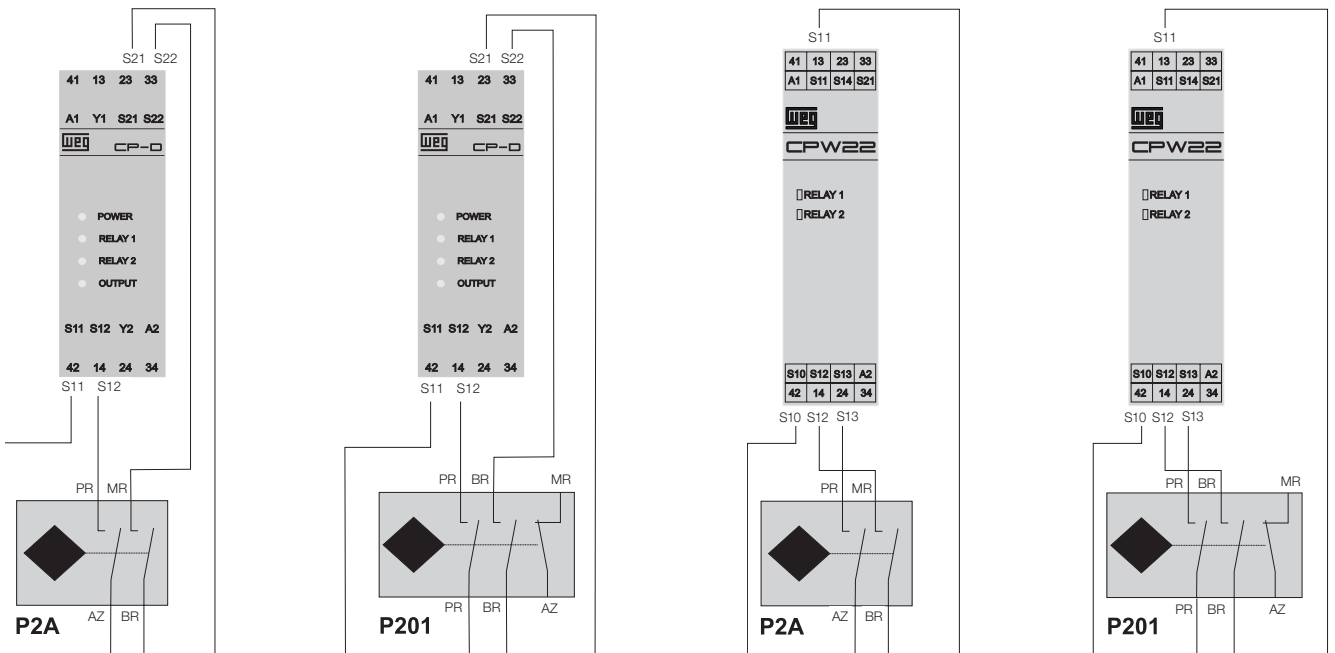 S21 S22
41 13 23 33
A1 Y1 S21 S22
weg CP-D
POWER
RELAY 1
RELAY 2
OUTPUT
S11 S12 Y2 A2
42 14 24 34
S11 S12
PR MR
AZ BR
P2A
S21 S22
41 13 23 33
A1 Y1 S21 S22
weg CP-D
POWER
RELAY 1
RELAY 2
OUTPUT
S11 S12 Y2 A2
42 14 24 34
S11 S12
PR BR MR
PR BR AZ
P201
S11
41 13 23 33
A1 S11 S14 S21
weg
CPW22
RELAY 1
RELAY 2
S10 S12 S13 A2
42 14 24 34
S10 S12 S13
PR MR
AZ BR
P2A
S11
41 13 23 33
A1 S11 S14 S21
weg
CPW22
RELAY 1
RELAY 2
S10 S12 S13 A2
42 14 24 34
S10 S12 S13
PR BR MR
PR BR AZ
P201